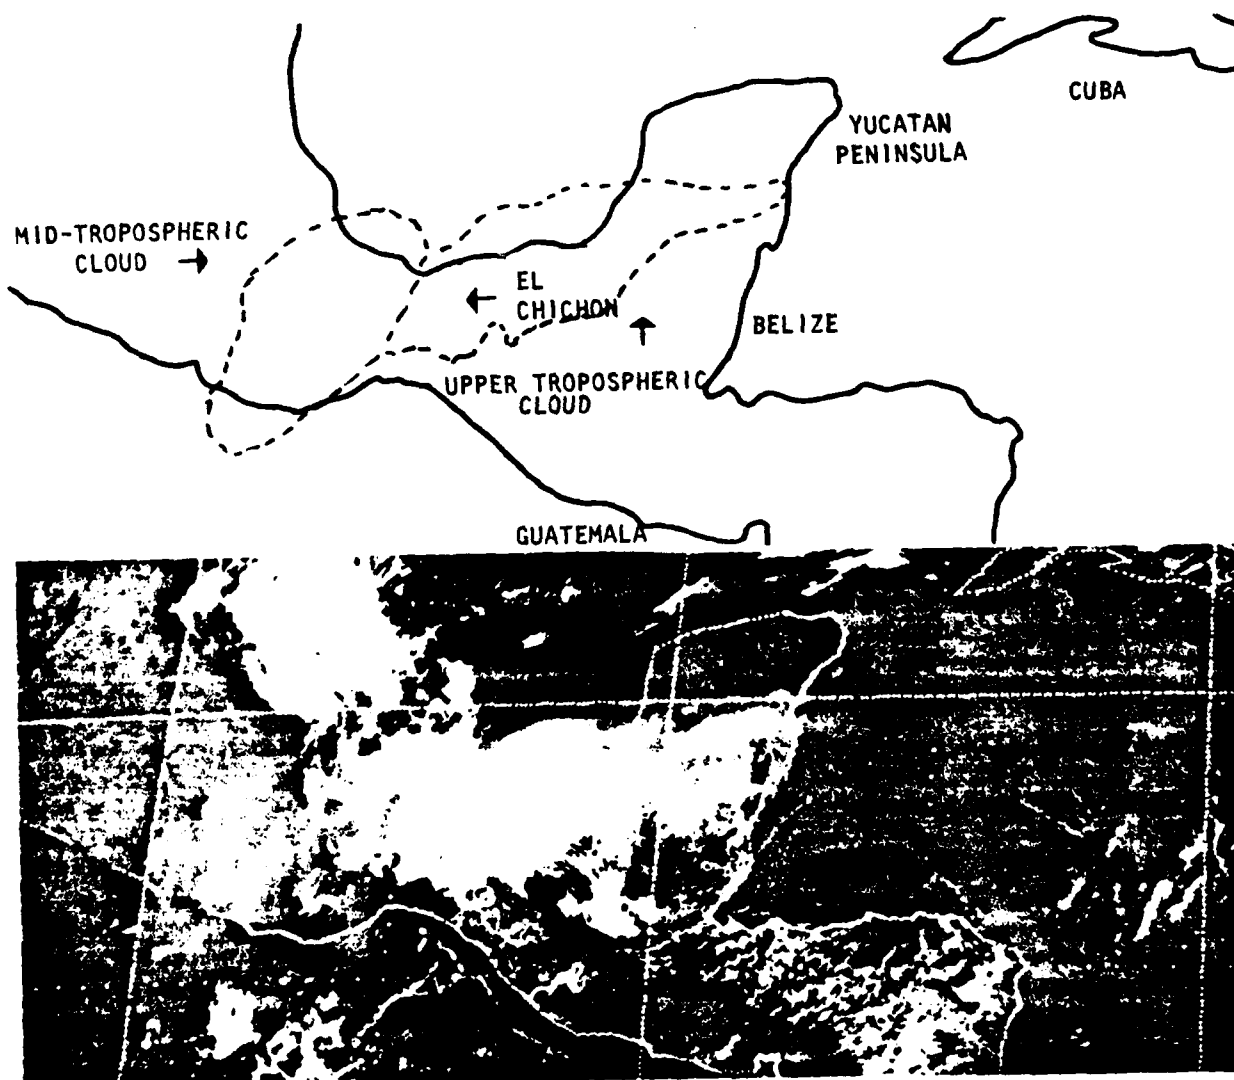 CUBA
YUCATAN
PENINSULA
MID-TROPOSPHERIC
CLOUD
EL
CHICHON
BELIZE
UPPER TROPOSPHERIC
CLOUD
GUATEMALA